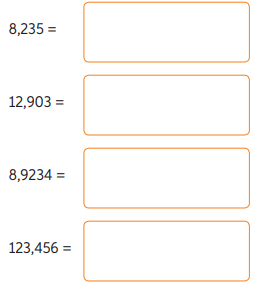 8,235 =
12,903 =
8,9234 =
123,456 =